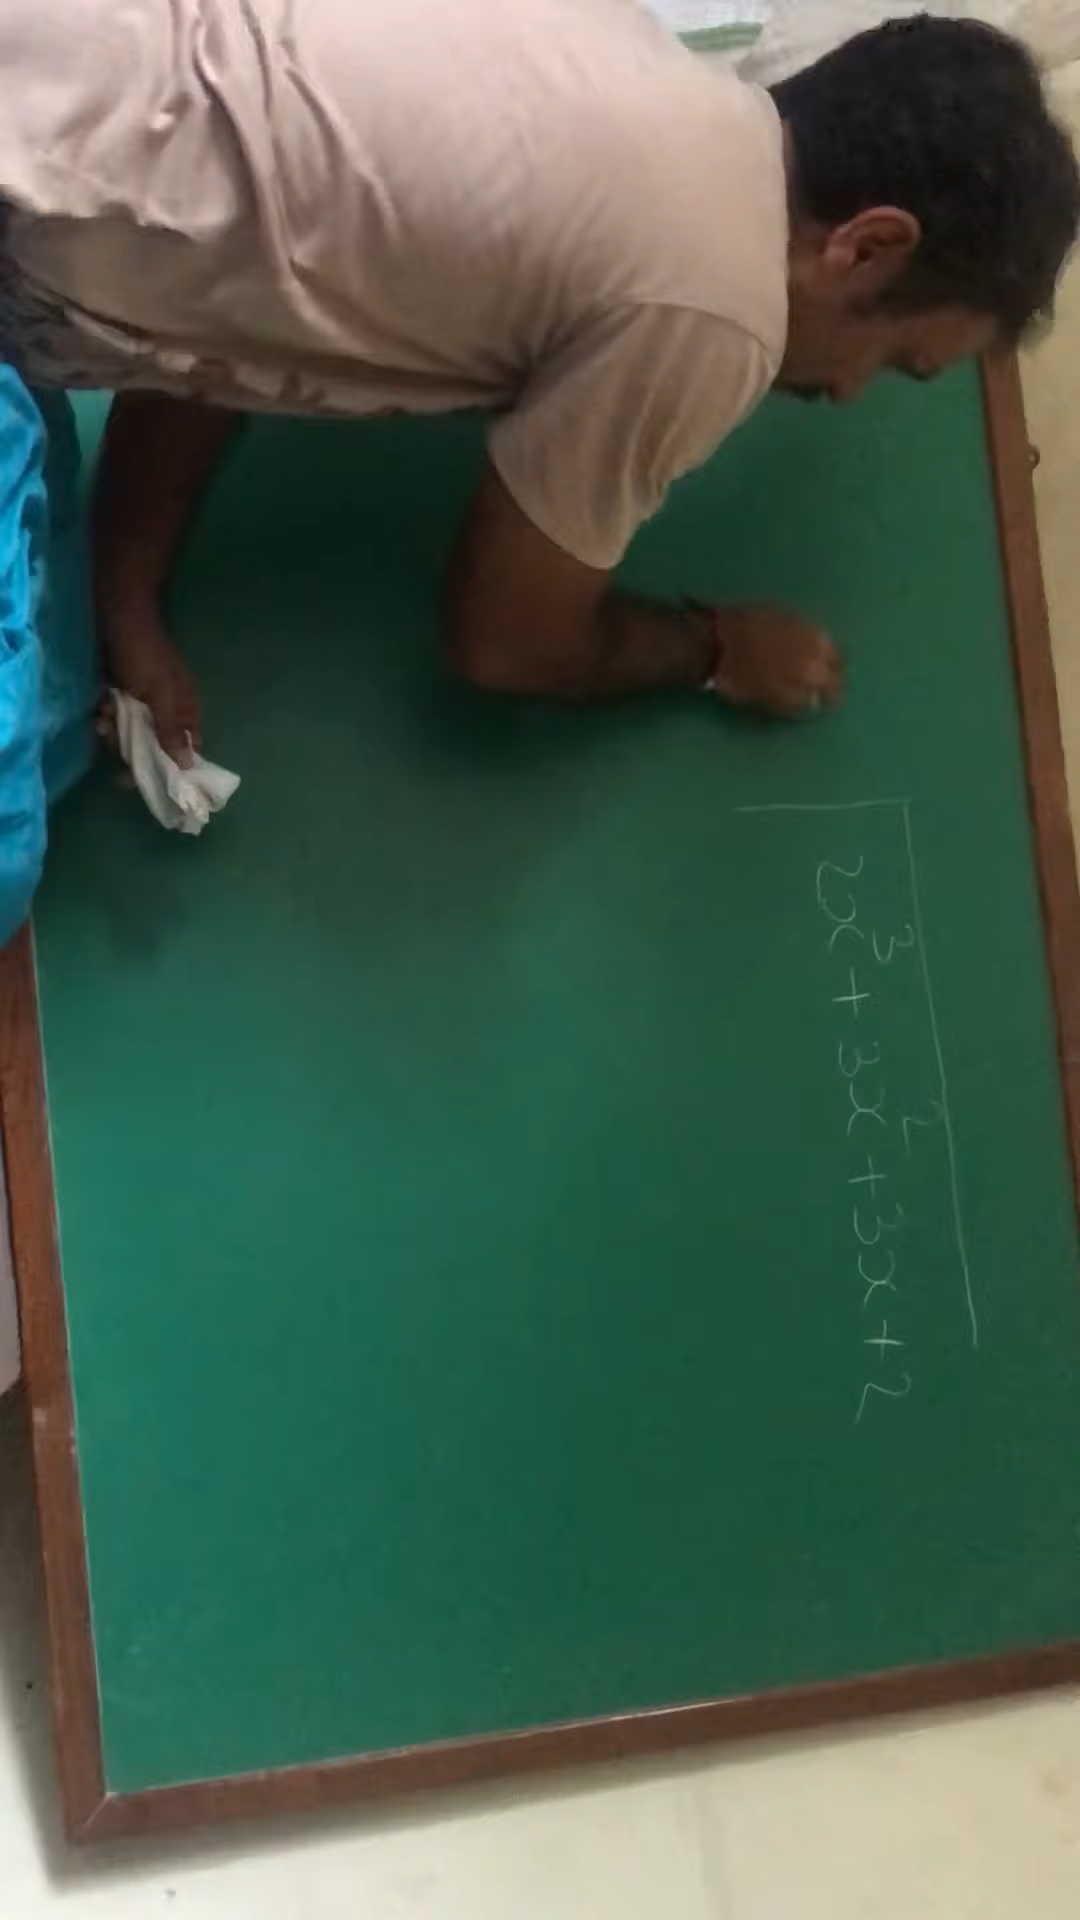 2x³ + 3x² + 3x + 2